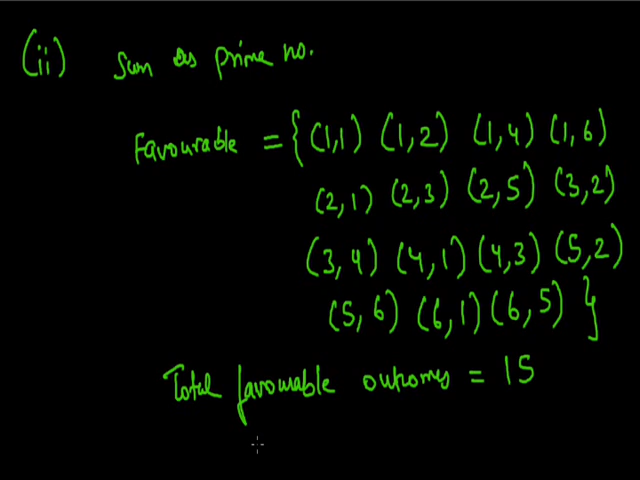 (ii) Sum as prime no.
Favourable = { (1,1) (1,2) (1,4) (1,6)
(2,1) (2,3) (2,5) (3,2)
(3,4) (4,1) (4,3) (5,2)
(5,6) (6,1) (6,5) }
Total favourable outcomes = 15